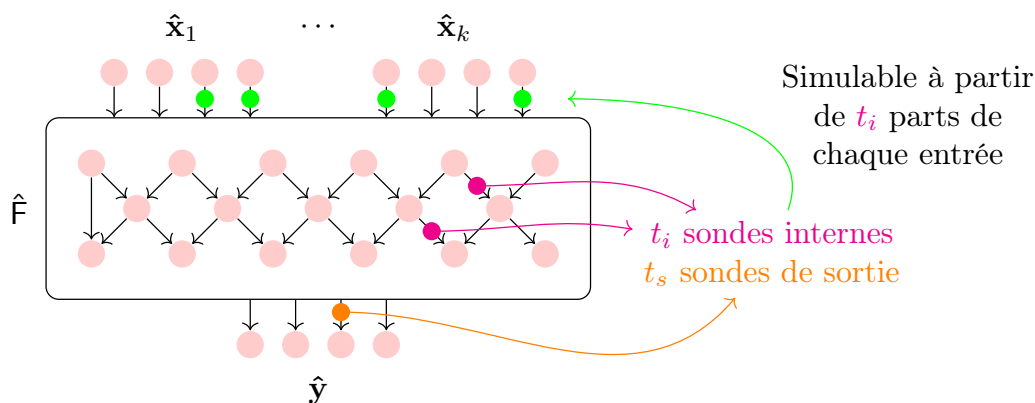 x̂₁ ⋯ x̂ₖ
Simulable à partir
de tᵢ parts de
chaque entrée
F̂
tᵢ sondes internes
tₛ sondes de sortie
ŷ